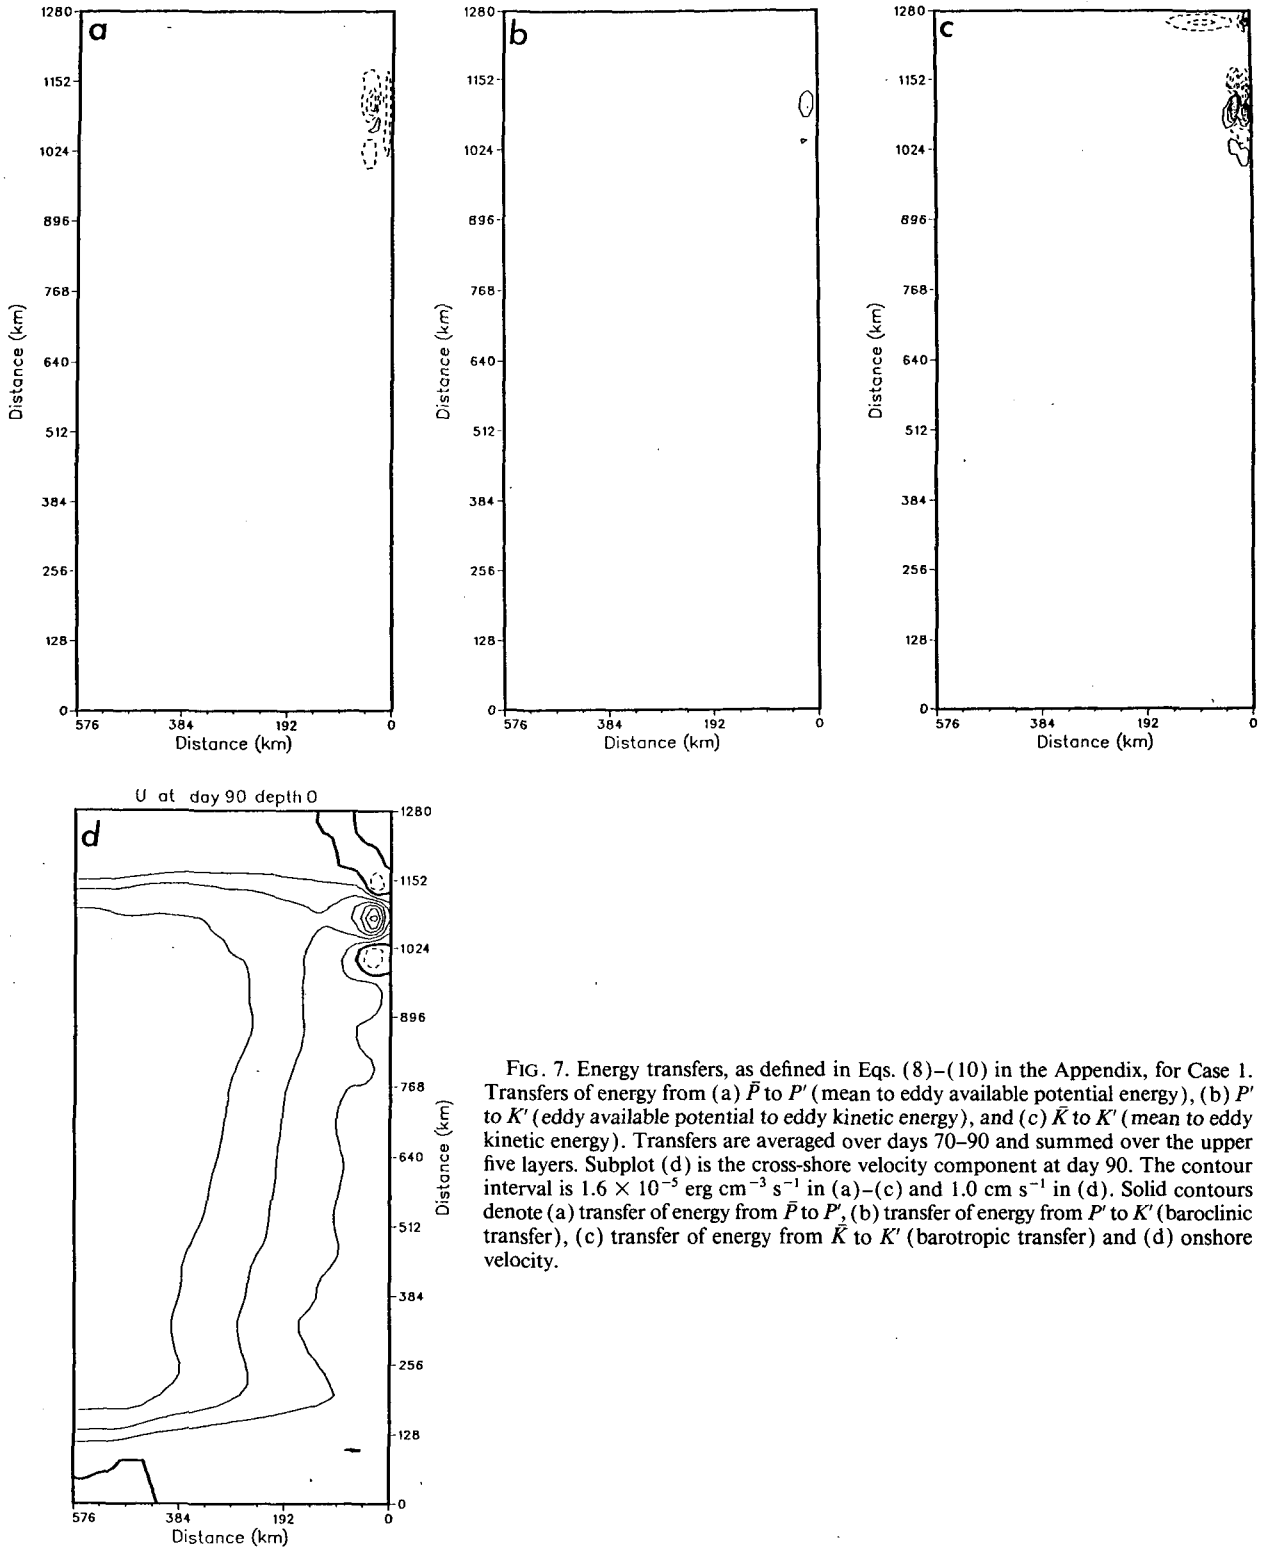 a
1280
1152
1024
896
768
640
512
384
256
128
0
576 384 192 0
Distance (km)
Distance (km)
b
1280
1152
1024
896
768
640
512
384
256
128
0
576 384 192 0
Distance (km)
Distance (km)
c
1280
1152
1024
896
768
640
512
384
256
128
0
576 384 192 0
Distance (km)
Distance (km)
U at day 90 depth 0
d
1280
1152
1024
896
768
640
512
384
256
128
0
576 384 192 0
Distance (km)
Distance (km)
FIG. 7. Energy transfers, as defined in Eqs. (8)–(10) in the Appendix, for Case 1.
Transfers of energy from (a) P̄ to P′ (mean to eddy available potential energy), (b) P′
to K′ (eddy available potential to eddy kinetic energy), and (c) K̄ to K′ (mean to eddy
kinetic energy). Transfers are averaged over days 70–90 and summed over the upper
five layers. Subplot (d) is the cross-shore velocity component at day 90. The contour
interval is 1.6 × 10⁻⁵ erg cm⁻³ s⁻¹ in (a)–(c) and 1.0 cm s⁻¹ in (d). Solid contours
denote (a) transfer of energy from P̄ to P′, (b) transfer of energy from P′ to K′ (baroclinic
transfer), (c) transfer of energy from K̄ to K′ (barotropic transfer) and (d) onshore
velocity.